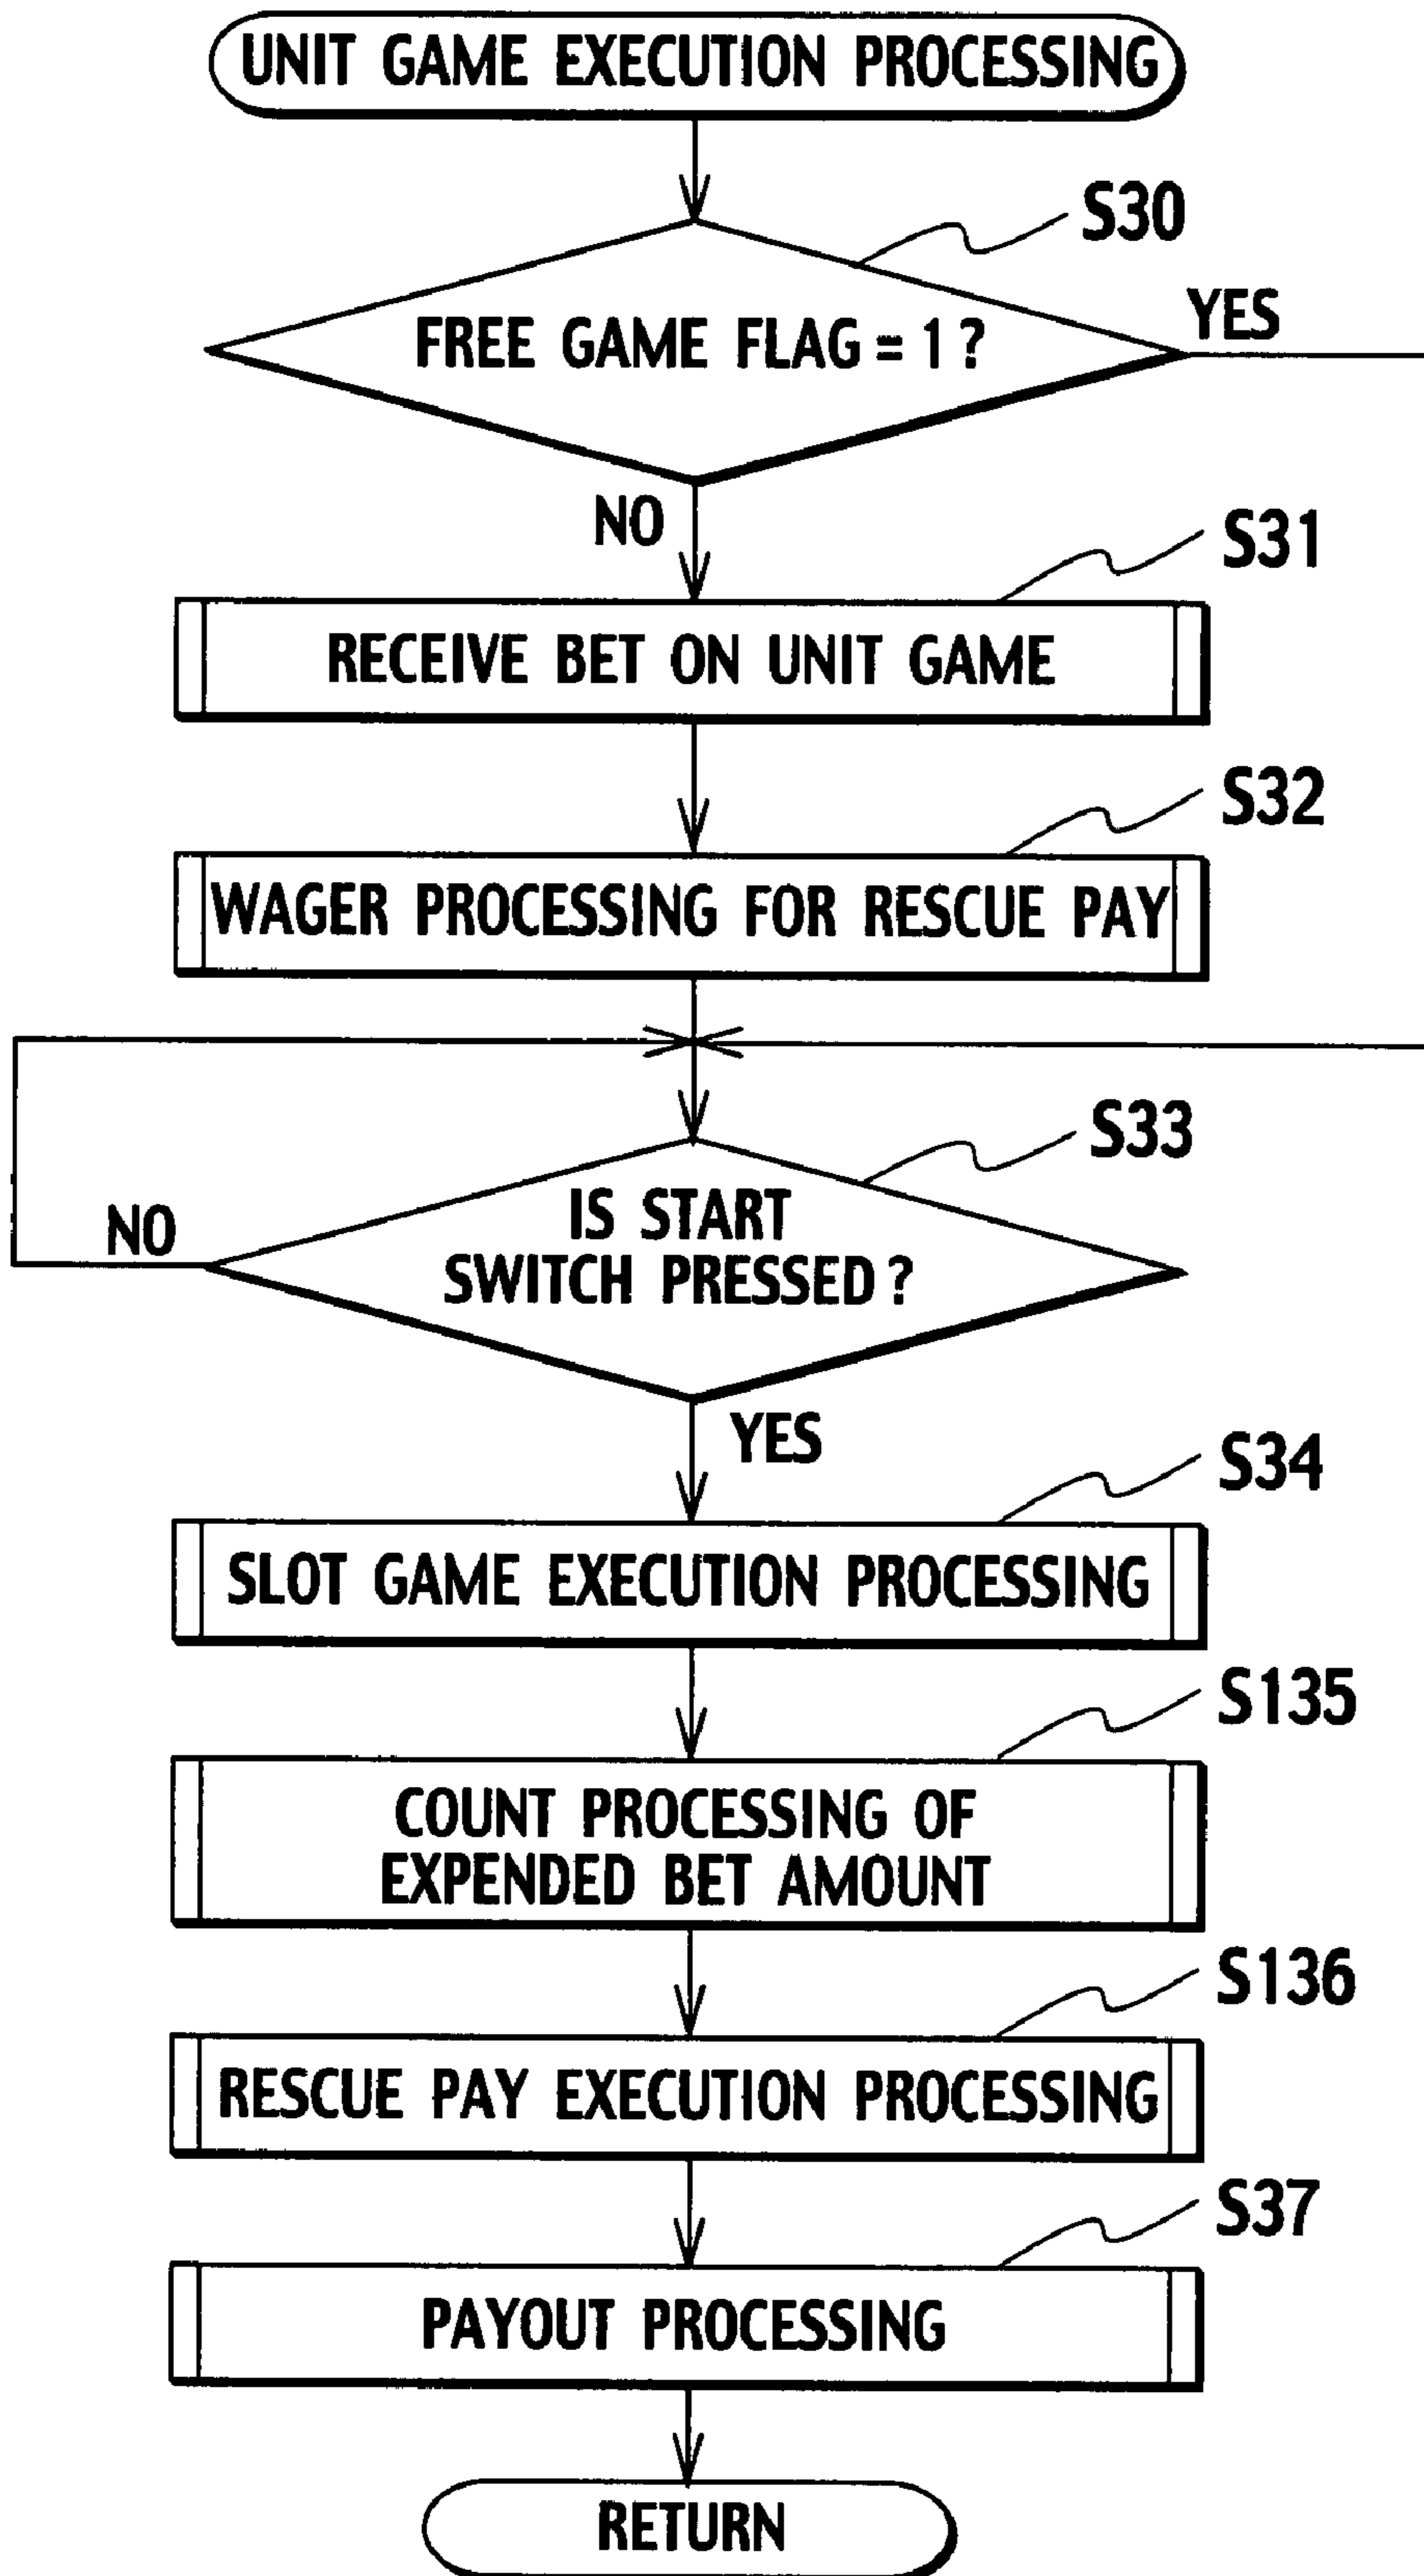 UNIT GAME EXECUTION PROCESSING
S30
FREE GAME FLAG = 1 ?
YES
NO
S31
RECEIVE BET ON UNIT GAME
S32
WAGER PROCESSING FOR RESCUE PAY
S33
IS START
SWITCH PRESSED ?
NO
YES
S34
SLOT GAME EXECUTION PROCESSING
S135
COUNT PROCESSING OF
EXPENDED BET AMOUNT
S136
RESCUE PAY EXECUTION PROCESSING
S37
PAYOUT PROCESSING
RETURN